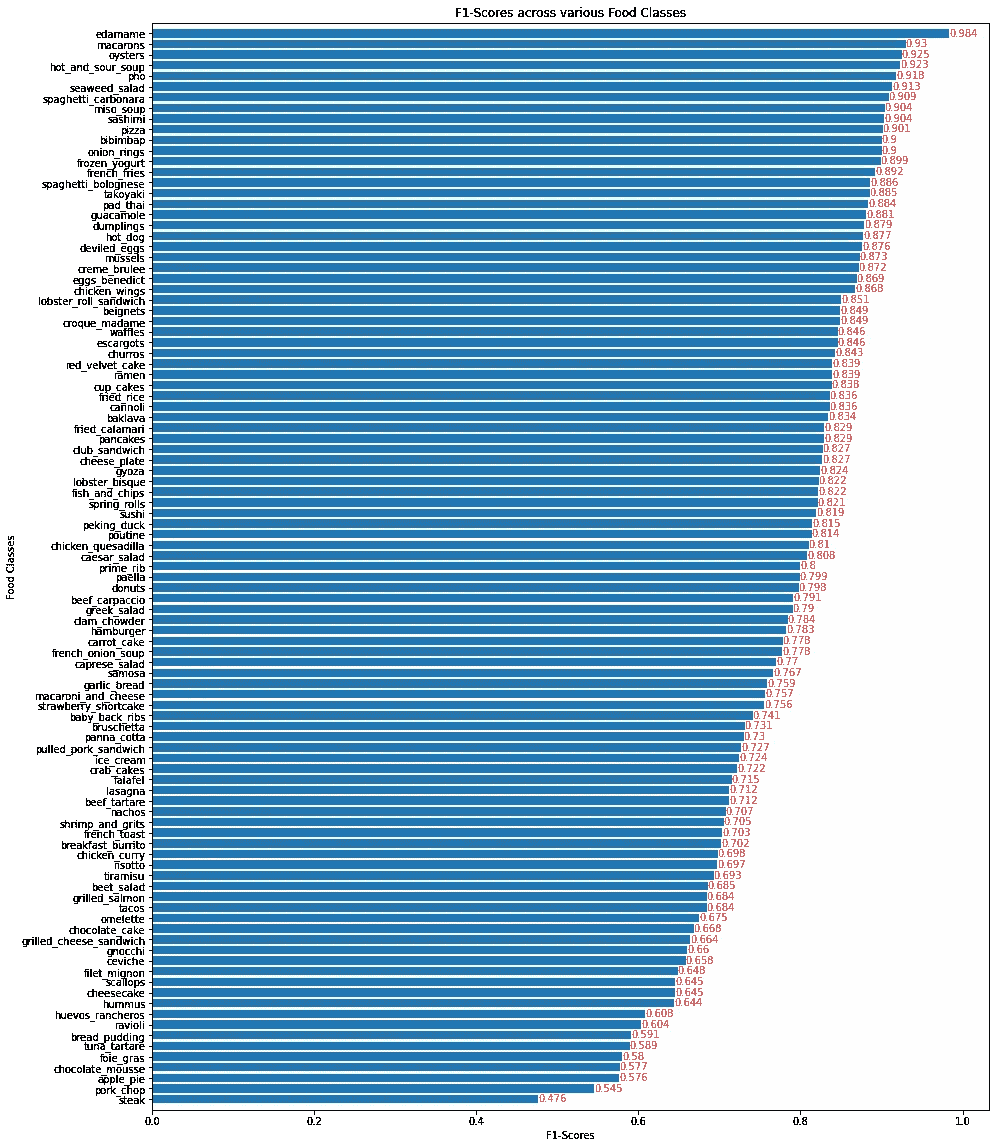 F1-Scores across various Food Classes
edamame 0.984
macarons 0.93
oysters 0.925
hot_and_sour_soup 0.923
pho 0.918
seaweed_salad 0.913
spaghetti_carbonara 0.909
miso_soup 0.904
sashimi 0.904
pizza 0.901
bibimbap 0.9
onion_rings 0.9
frozen_yogurt 0.899
french_fries 0.892
spaghetti_bolognese 0.886
takoyaki 0.885
pad_thai 0.884
guacamole 0.881
dumplings 0.879
hot_dog 0.877
deviled_eggs 0.876
mussels 0.873
creme_brulee 0.872
eggs_benedict 0.869
chicken_wings 0.868
lobster_roll_sandwich 0.851
beignets 0.849
croque_madame 0.849
waffles 0.846
escargots 0.846
churros 0.843
red_velvet_cake 0.839
ramen 0.839
cup_cakes 0.838
fried_rice 0.836
cannoli 0.836
baklava 0.834
fried_calamari 0.829
pancakes 0.829
club_sandwich 0.827
cheese_plate 0.827
gyoza 0.824
lobster_bisque 0.822
fish_and_chips 0.822
spring_rolls 0.821
sushi 0.819
peking_duck 0.815
poutine 0.814
chicken_quesadilla 0.81
caesar_salad 0.808
prime_rib 0.8
paella 0.799
donuts 0.798
beef_carpaccio 0.791
greek_salad 0.79
clam_chowder 0.784
hamburger 0.783
carrot_cake 0.778
french_onion_soup 0.778
caprese_salad 0.77
samosa 0.767
garlic_bread 0.759
macaroni_and_cheese 0.757
strawberry_shortcake 0.756
baby_back_ribs 0.741
bruschetta 0.731
panna_cotta 0.73
pulled_pork_sandwich 0.727
ice_cream 0.724
crab_cakes 0.722
falafel 0.715
lasagna 0.712
beef_tartare 0.712
nachos 0.707
shrimp_and_grits 0.705
french_toast 0.703
breakfast_burrito 0.702
chicken_curry 0.698
risotto 0.697
tiramisu 0.693
beet_salad 0.685
grilled_salmon 0.684
tacos 0.684
omelette 0.675
chocolate_cake 0.668
grilled_cheese_sandwich 0.664
gnocchi 0.66
ceviche 0.658
filet_mignon 0.648
scallops 0.645
cheesecake 0.645
hummus 0.644
huevos_rancheros 0.608
ravioli 0.604
bread_pudding 0.591
tuna_tartare 0.589
foie_gras 0.58
chocolate_mousse 0.577
apple_pie 0.576
pork_chop 0.545
steak 0.476
Food Classes
0.0 0.2 0.4 0.6 0.8 1.0
F1-Scores